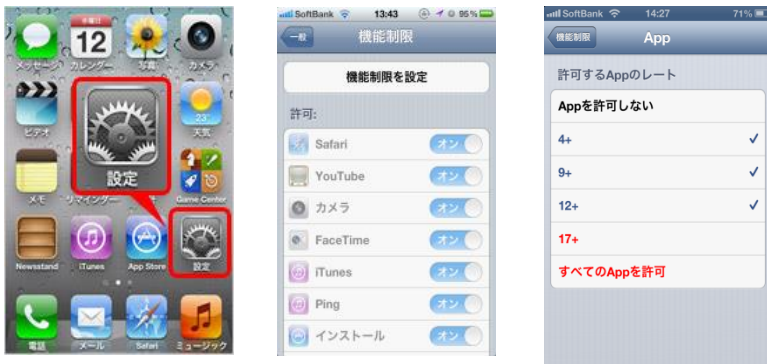 木曜日
12
メッセージ
カレンダー
写真
カメラ
ビデオ
23°
天気
設定
メモ
リマインダー
Game Center
Newsstand
iTunes
App Store
設定
電話
メール
Safari
ミュージック
SoftBank
13:43
95%
一般
機能制限
機能制限を設定
許可:
Safari
オン
YouTube
オン
カメラ
オン
FaceTime
オン
iTunes
オン
Ping
オン
インストール
オン
SoftBank
14:27
71%
機能制限
App
許可するAppのレート
Appを許可しない
4+
9+
12+
17+
すべてのAppを許可